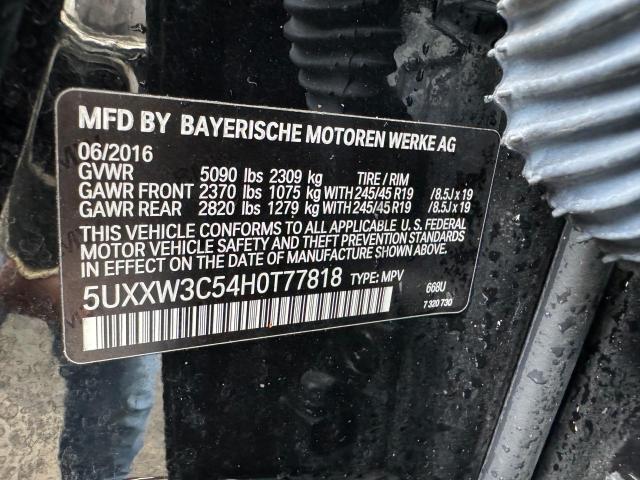 MFD BY BAYERISCHE MOTOREN WERKE AG
06/2016
GVWR 5090 lbs 2309 kg TIRE / RIM
GAWR FRONT 2370 lbs 1075 kg WITH 245/45 R19 /8.5J x 19
GAWR REAR 2820 lbs 1279 kg WITH 245/45 R19 /8.5J x 19
THIS VEHICLE CONFORMS TO ALL APPLICABLE U. S. FEDERAL
MOTOR VEHICLE SAFETY AND THEFT PREVENTION STANDARDS
IN EFFECT ON THE DATE OF MANUFACTURE SHOWN ABOVE.
5UXXW3C54H0T77818 TYPE: MPV 668U
7 320 730